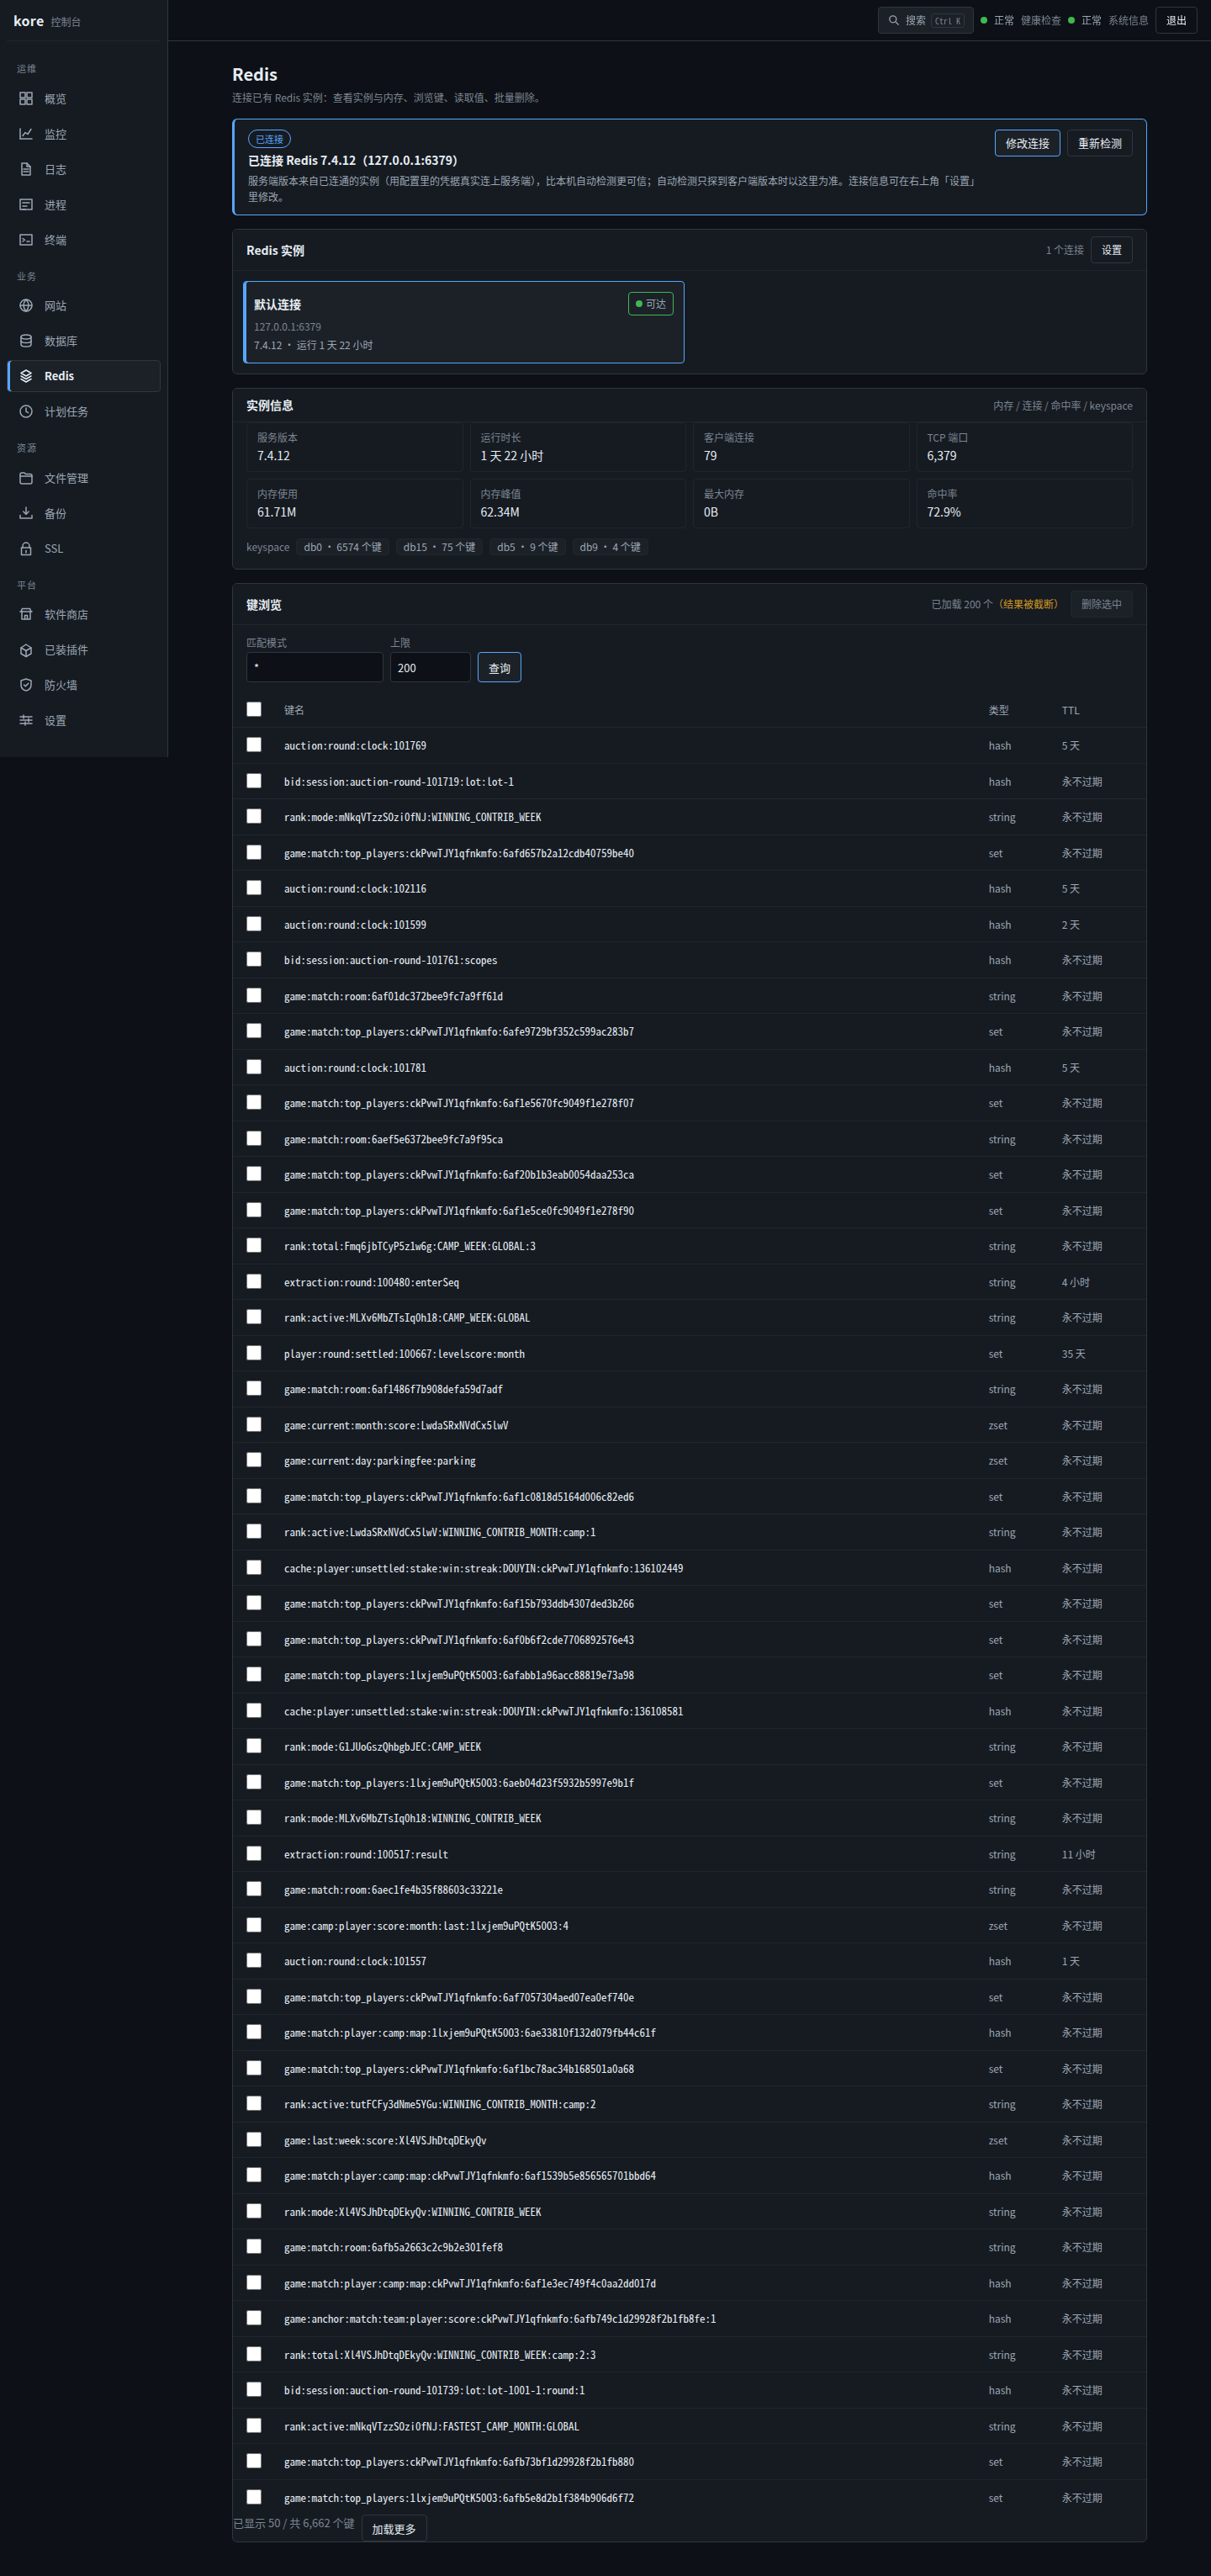 kore 控制台
搜索 Ctrl K 正常 健康检查 正常 系统信息 退出
运维
概览
监控
日志
进程
终端
业务
网站
数据库
Redis
计划任务
资源
文件管理
备份
SSL
平台
软件商店
已装插件
防火墙
设置
Redis
连接已有 Redis 实例：查看实例与内存、浏览键、读取值、批量删除。
已连接
修改连接 重新检测
已连接 Redis 7.4.12（127.0.0.1:6379）
服务端版本来自已连通的实例（用配置里的凭据真实连上服务端），比本机自动检测更可信；自动检测只探到客户端版本时以这里为准。连接信息可在右上角「设置」
里修改。
Redis 实例 1 个连接 设置
默认连接 可达
127.0.0.1:6379
7.4.12 · 运行 1 天 22 小时
实例信息 内存 / 连接 / 命中率 / keyspace
服务版本 运行时长 客户端连接 TCP 端口
7.4.12 1 天 22 小时 79 6,379
内存使用 内存峰值 最大内存 命中率
61.71M 62.34M 0B 72.9%
keyspace db0 · 6574 个键 db15 · 75 个键 db5 · 9 个键 db9 · 4 个键
键浏览 已加载 200 个（结果被截断） 删除选中
匹配模式 上限
* 200 查询
键名 类型 TTL
auction:round:clock:101769 hash 5 天
bid:session:auction-round-101719:lot:lot-1 hash 永不过期
rank:mode:mNkqVTzzSOziOfNJ:WINNING_CONTRIB_WEEK string 永不过期
game:match:top_players:ckPvwTJY1qfnkmfo:6afd657b2a12cdb40759be40 set 永不过期
auction:round:clock:102116 hash 5 天
auction:round:clock:101599 hash 2 天
bid:session:auction-round-101761:scopes hash 永不过期
game:match:room:6af01dc372bee9fc7a9ff61d string 永不过期
game:match:top_players:ckPvwTJY1qfnkmfo:6afe9729bf352c599ac283b7 set 永不过期
auction:round:clock:101781 hash 5 天
game:match:top_players:ckPvwTJY1qfnkmfo:6af1e5670fc9049f1e278f07 set 永不过期
game:match:room:6aef5e6372bee9fc7a9f95ca string 永不过期
game:match:top_players:ckPvwTJY1qfnkmfo:6af20b1b3eab0054daa253ca set 永不过期
game:match:top_players:ckPvwTJY1qfnkmfo:6af1e5ce0fc9049f1e278f90 set 永不过期
rank:total:Fmq6jbTCyP5z1w6g:CAMP_WEEK:GLOBAL:3 string 永不过期
extraction:round:100480:enterSeq string 4 小时
rank:active:MLXv6MbZTsIqOh18:CAMP_WEEK:GLOBAL string 永不过期
player:round:settled:100667:levelscore:month set 35 天
game:match:room:6af1486f7b908defa59d7adf string 永不过期
game:current:month:score:LwdaSRxNVdCx5lwV zset 永不过期
game:current:day:parkingfee:parking zset 永不过期
game:match:top_players:ckPvwTJY1qfnkmfo:6af1c0818d5164d006c82ed6 set 永不过期
rank:active:LwdaSRxNVdCx5lwV:WINNING_CONTRIB_MONTH:camp:1 string 永不过期
cache:player:unsettled:stake:win:streak:DOUYIN:ckPvwTJY1qfnkmfo:136102449 hash 永不过期
game:match:top_players:ckPvwTJY1qfnkmfo:6af15b793ddb4307ded3b266 set 永不过期
game:match:top_players:ckPvwTJY1qfnkmfo:6af0b6f2cde7706892576e43 set 永不过期
game:match:top_players:1lxjem9uPQtK5OO3:6afabb1a96acc88819e73a98 set 永不过期
cache:player:unsettled:stake:win:streak:DOUYIN:ckPvwTJY1qfnkmfo:136108581 hash 永不过期
rank:mode:G1JUoGszQhbgbJEC:CAMP_WEEK string 永不过期
game:match:top_players:1lxjem9uPQtK5OO3:6aeb04d23f5932b5997e9b1f set 永不过期
rank:mode:MLXv6MbZTsIqOh18:WINNING_CONTRIB_WEEK string 永不过期
extraction:round:100517:result string 11 小时
game:match:room:6aec1fe4b35f88603c33221e string 永不过期
game:camp:player:score:month:last:1lxjem9uPQtK5OO3:4 zset 永不过期
auction:round:clock:101557 hash 1 天
game:match:top_players:ckPvwTJY1qfnkmfo:6af7057304aed07ea0ef740e set 永不过期
game:match:player:camp:map:1lxjem9uPQtK5OO3:6ae33810f132d079fb44c61f hash 永不过期
game:match:top_players:ckPvwTJY1qfnkmfo:6af1bc78ac34b168501a0a68 set 永不过期
rank:active:tutFCFy3dNme5YGu:WINNING_CONTRIB_MONTH:camp:2 string 永不过期
game:last:week:score:Xl4VSJhDtqDEkyQv zset 永不过期
game:match:player:camp:map:ckPvwTJY1qfnkmfo:6af1539b5e856565701bbd64 hash 永不过期
rank:mode:Xl4VSJhDtqDEkyQv:WINNING_CONTRIB_WEEK string 永不过期
game:match:room:6afb5a2663c2c9b2e301fef8 string 永不过期
game:match:player:camp:map:ckPvwTJY1qfnkmfo:6af1e3ec749f4c0aa2dd017d hash 永不过期
game:anchor:match:team:player:score:ckPvwTJY1qfnkmfo:6afb749c1d29928f2b1fb8fe:1 hash 永不过期
rank:total:Xl4VSJhDtqDEkyQv:WINNING_CONTRIB_WEEK:camp:2:3 string 永不过期
bid:session:auction-round-101739:lot:lot-1001-1:round:1 hash 永不过期
rank:active:mNkqVTzzSOziOfNJ:FASTEST_CAMP_MONTH:GLOBAL string 永不过期
game:match:top_players:ckPvwTJY1qfnkmfo:6afb73bf1d29928f2b1fb880 set 永不过期
game:match:top_players:1lxjem9uPQtK5OO3:6afb5e8d2b1f384b906d6f72 set 永不过期
已显示 50 / 共 6,662 个键 加载更多